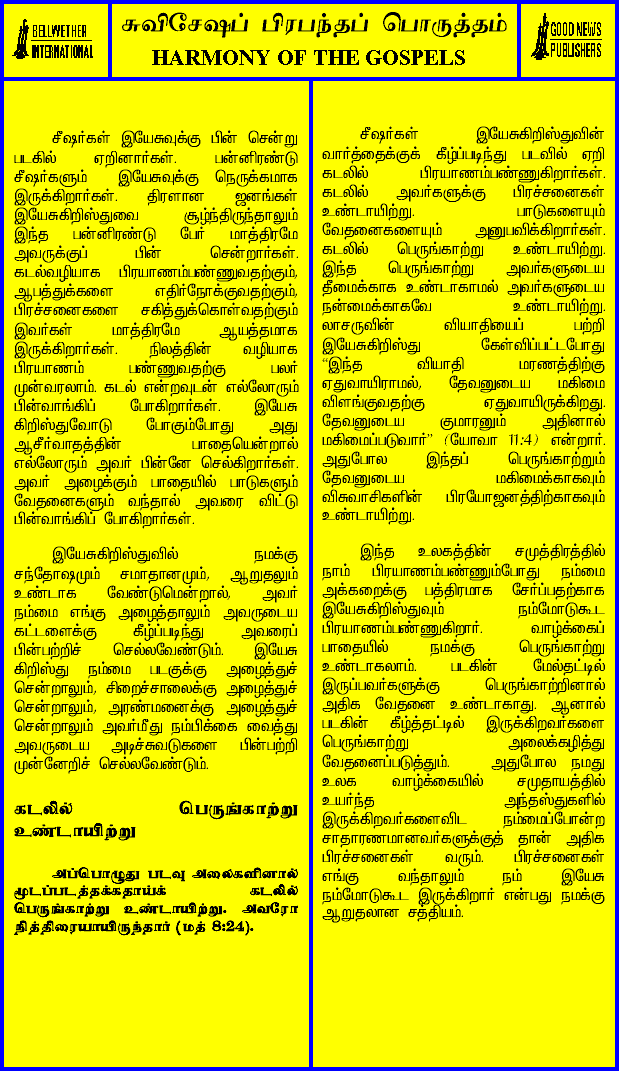 BELLWETHER
INTERNATIONAL
சுவிசேஷப் பிரபந்தப் பொருத்தம்
HARMONY OF THE GOSPELS
GOOD NEWS
PUBLISHERS
சீஷர்கள் இயேசுவுக்கு பின் சென்று
படகில் ஏறினார்கள். பன்னிரண்டு
சீஷர்களும் இயேசுவுக்கு நெருக்கமாக
இருக்கிறார்கள். திரளான ஜனங்கள்
இயேசுகிறிஸ்துவை சூழ்ந்திருந்தாலும்
இந்த பன்னிரண்டு பேர் மாத்திரமே
அவருக்குப் பின் சென்றார்கள்.
கடல்வழியாக பிரயாணம்பண்ணுவதற்கும்,
ஆபத்துக்களை எதிர்நோக்குவதற்கும்,
பிரச்சனைகளை சகித்துக்கொள்வதற்கும்
இவர்கள் மாத்திரமே ஆயத்தமாக
இருக்கிறார்கள். நிலத்தின் வழியாக
பிரயாணம் பண்ணுவதற்கு பலர்
முன்வரலாம். கடல் என்றவுடன் எல்லோரும்
பின்வாங்கிப் போகிறார்கள். இயேசு
கிறிஸ்துவோடு போகும்போது அது
ஆசீர்வாதத்தின் பாதையென்றால்
எல்லோரும் அவர் பின்னே செல்கிறார்கள்.
அவர் அழைக்கும் பாதையில் பாடுகளும்
வேதனைகளும் வந்தால் அவரை விட்டு
பின்வாங்கிப் போகிறார்கள்.
இயேசுகிறிஸ்துவில் நமக்கு
சந்தோஷமும் சமாதானமும், ஆறுதலும்
உண்டாக வேண்டுமென்றால், அவர்
நம்மை எங்கு அழைத்தாலும் அவருடைய
கட்டளைக்கு கீழ்ப்படிந்து அவரைப்
பின்பற்றிச் செல்லவேண்டும். இயேசு
கிறிஸ்து நம்மை படகுக்கு அழைத்துச்
சென்றாலும், சிறைச்சாலைக்கு அழைத்துச்
சென்றாலும், அரண்மனைக்கு அழைத்துச்
சென்றாலும் அவர்மீது நம்பிக்கை வைத்து
அவருடைய அடிச்சுவடுகளை பின்பற்றி
முன்னேறிச் செல்லவேண்டும்.
கடலில் பெருங்காற்று
உண்டாயிற்று
அப்பொழுது படவு அலைகளினால்
மூடப்படத்தக்கதாய்க் கடலில்
பெருங்காற்று உண்டாயிற்று. அவரோ
நித்திரையாயிருந்தார் (மத் 8:24).
சீஷர்கள் இயேசுகிறிஸ்துவின்
வார்த்தைக்குக் கீழ்ப்படிந்து படவில் ஏறி
கடலில் பிரயாணம்பண்ணுகிறார்கள்.
கடலில் அவர்களுக்கு பிரச்சனைகள்
உண்டாயிற்று. பாடுகளையும்
வேதனைகளையும் அனுபவிக்கிறார்கள்.
கடலில் பெருங்காற்று உண்டாயிற்று.
இந்த பெருங்காற்று அவர்களுடைய
தீமைக்காக உண்டாகாமல் அவர்களுடைய
நன்மைக்காகவே உண்டாயிற்று.
லாசருவின் வியாதியைப் பற்றி
இயேசுகிறிஸ்து கேள்விப்பட்டபோது
“இந்த வியாதி மரணத்திற்கு
ஏதுவாயிராமல், தேவனுடைய மகிமை
விளங்குவதற்கு ஏதுவாயிருக்கிறது.
தேவனுடைய குமாரனும் அதினால்
மகிமைப்படுவார்” (யோவா 11:4) என்றார்.
அதுபோல இந்தப் பெருங்காற்றும்
தேவனுடைய மகிமைக்காகவும்
விசுவாசிகளின் பிரயோஜனத்திற்காகவும்
உண்டாயிற்று.
இந்த உலகத்தின் சமுத்திரத்தில்
நாம் பிரயாணம்பண்ணும்போது நம்மை
அக்கறைக்கு பத்திரமாக சேர்ப்பதற்காக
இயேசுகிறிஸ்துவும் நம்மோடுகூட
பிரயாணம்பண்ணுகிறார். வாழ்க்கைப்
பாதையில் நமக்கு பெருங்காற்று
உண்டாகலாம். படகின் மேல்தட்டில்
இருப்பவர்களுக்கு பெருங்காற்றினால்
அதிக வேதனை உண்டாகாது. ஆனால்
படகின் கீழ்த்தட்டில் இருக்கிறவர்களை
பெருங்காற்று அலைக்கழித்து
வேதனைப்படுத்தும். அதுபோல நமது
உலக வாழ்க்கையில் சமுதாயத்தில்
உயர்ந்த அந்தஸ்துகளில்
இருக்கிறவர்களைவிட நம்மைப்போன்ற
சாதாரணமானவர்களுக்குத் தான் அதிக
பிரச்சனைகள் வரும். பிரச்சனைகள்
எங்கு வந்தாலும் நம் இயேசு
நம்மோடுகூட இருக்கிறார் என்பது நமக்கு
ஆறுதலான சத்தியம்.